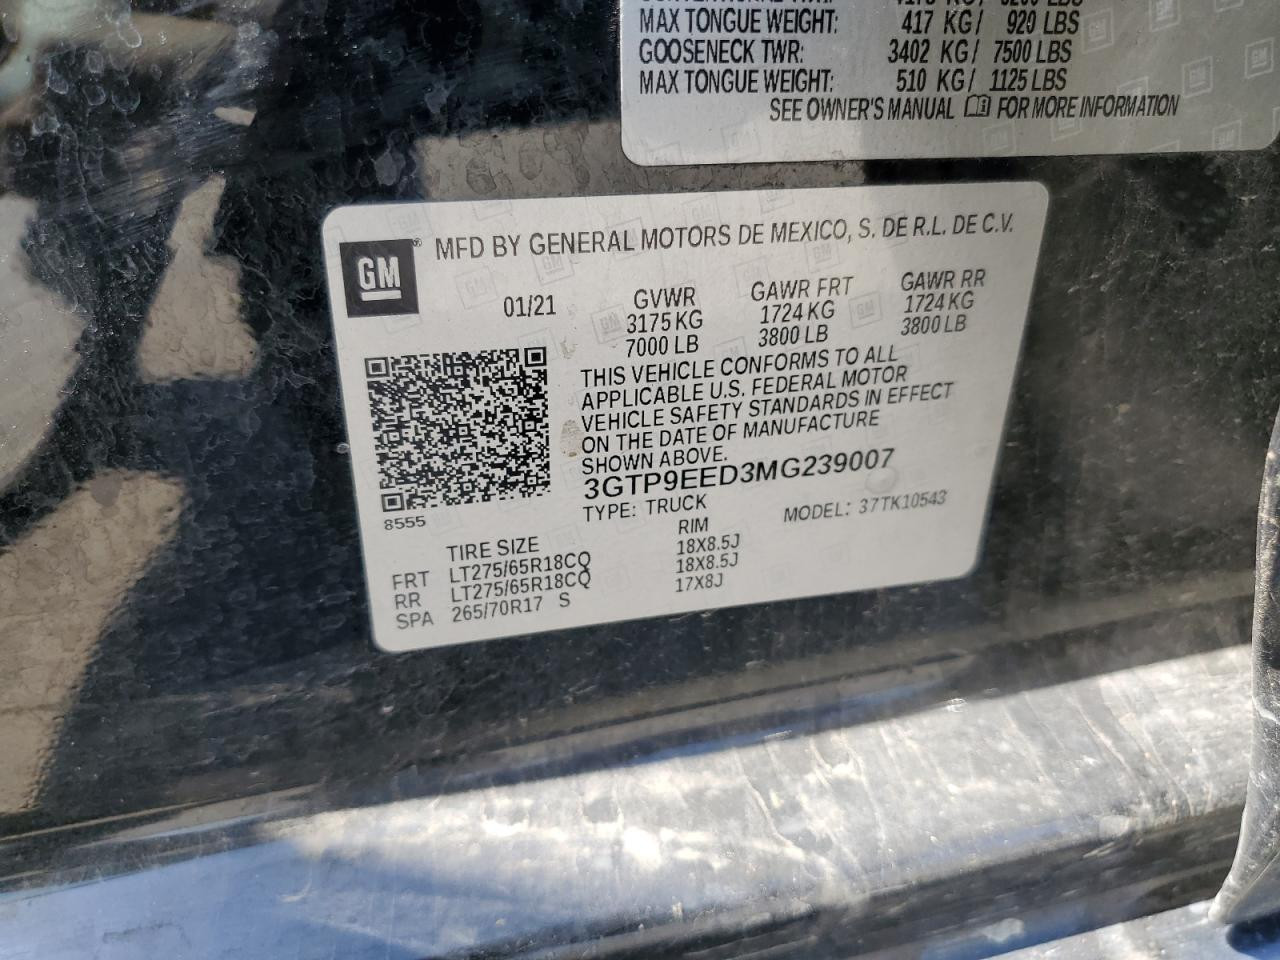 MAX TONGUE WEIGHT: 417 KG/ 920 LBS
GOOSENECK TWR: 3402 KG/ 7500 LBS
MAX TONGUE WEIGHT: 510 KG/ 1125 LBS
SEE OWNER'S MANUAL FOR MORE INFORMATION
GM® MFD BY GENERAL MOTORS DE MEXICO, S. DE R.L. DE C.V.
01/21 GVWR GAWR FRT GAWR RR
3175 KG 1724 KG 1724 KG
7000 LB 3800 LB 3800 LB
THIS VEHICLE CONFORMS TO ALL
APPLICABLE U.S. FEDERAL MOTOR
VEHICLE SAFETY STANDARDS IN EFFECT
ON THE DATE OF MANUFACTURE
SHOWN ABOVE.
3GTP9EED3MG239007
TYPE: TRUCK MODEL: 37TK10543
8555
TIRE SIZE RIM
FRT LT275/65R18CQ 18X8.5J
RR LT275/65R18CQ 18X8.5J
SPA 265/70R17 S 17X8J